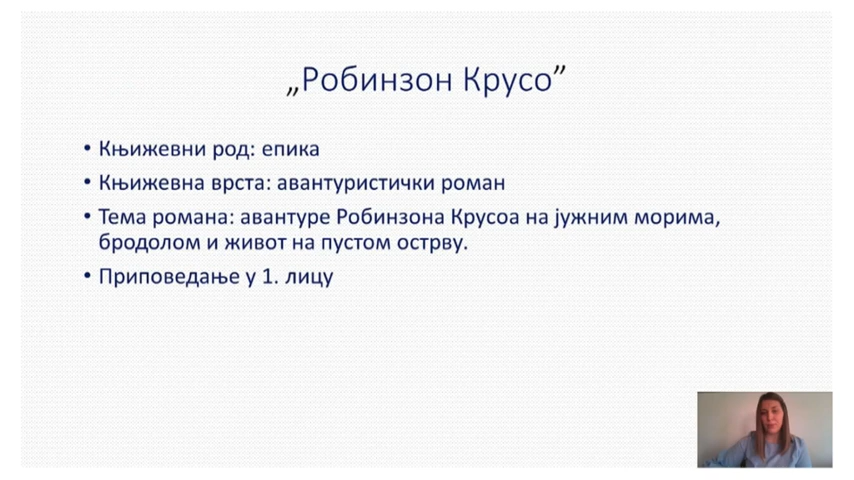 „Робинзон Крусо”
• Књижевни род: епика
• Књижевна врста: авантуристички роман
• Тема романа: авантуре Робинзона Крусоа на јужним морима,
бродолом и живот на пустом острву.
• Приповедање у 1. лицу